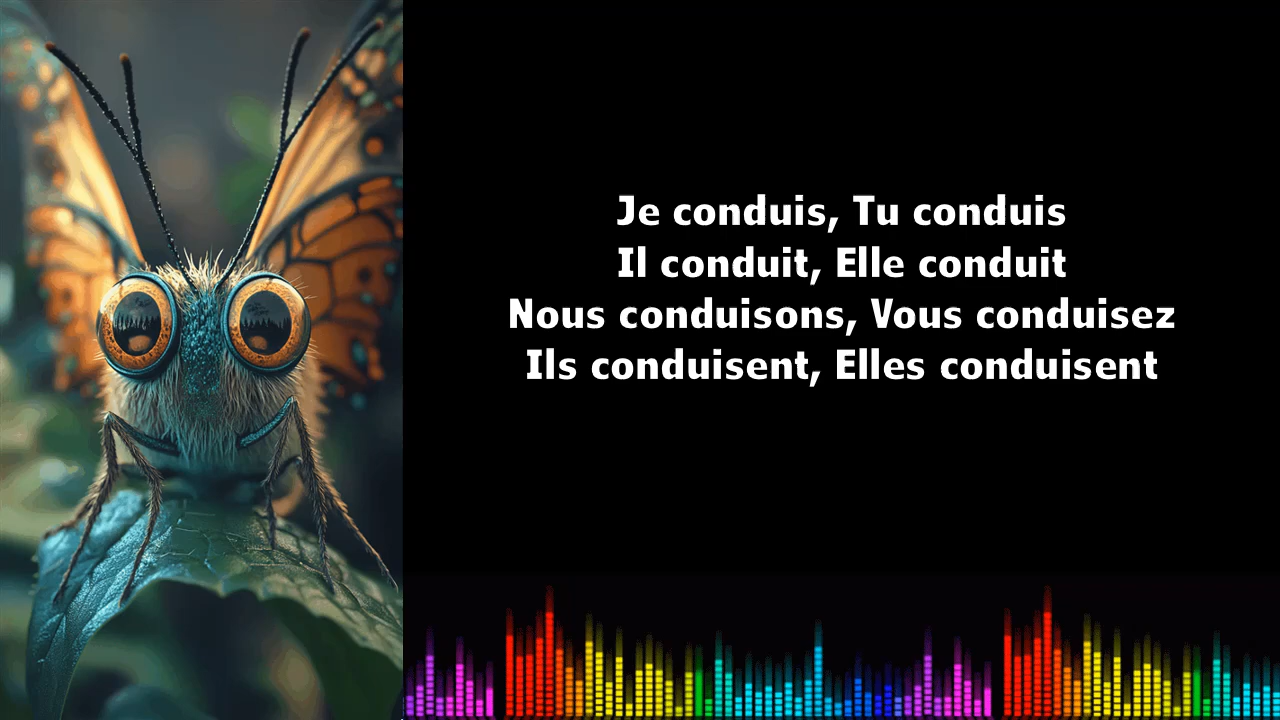 Je conduis, Tu conduis
Il conduit, Elle conduit
Nous conduisons, Vous conduisez
Ils conduisent, Elles conduisent